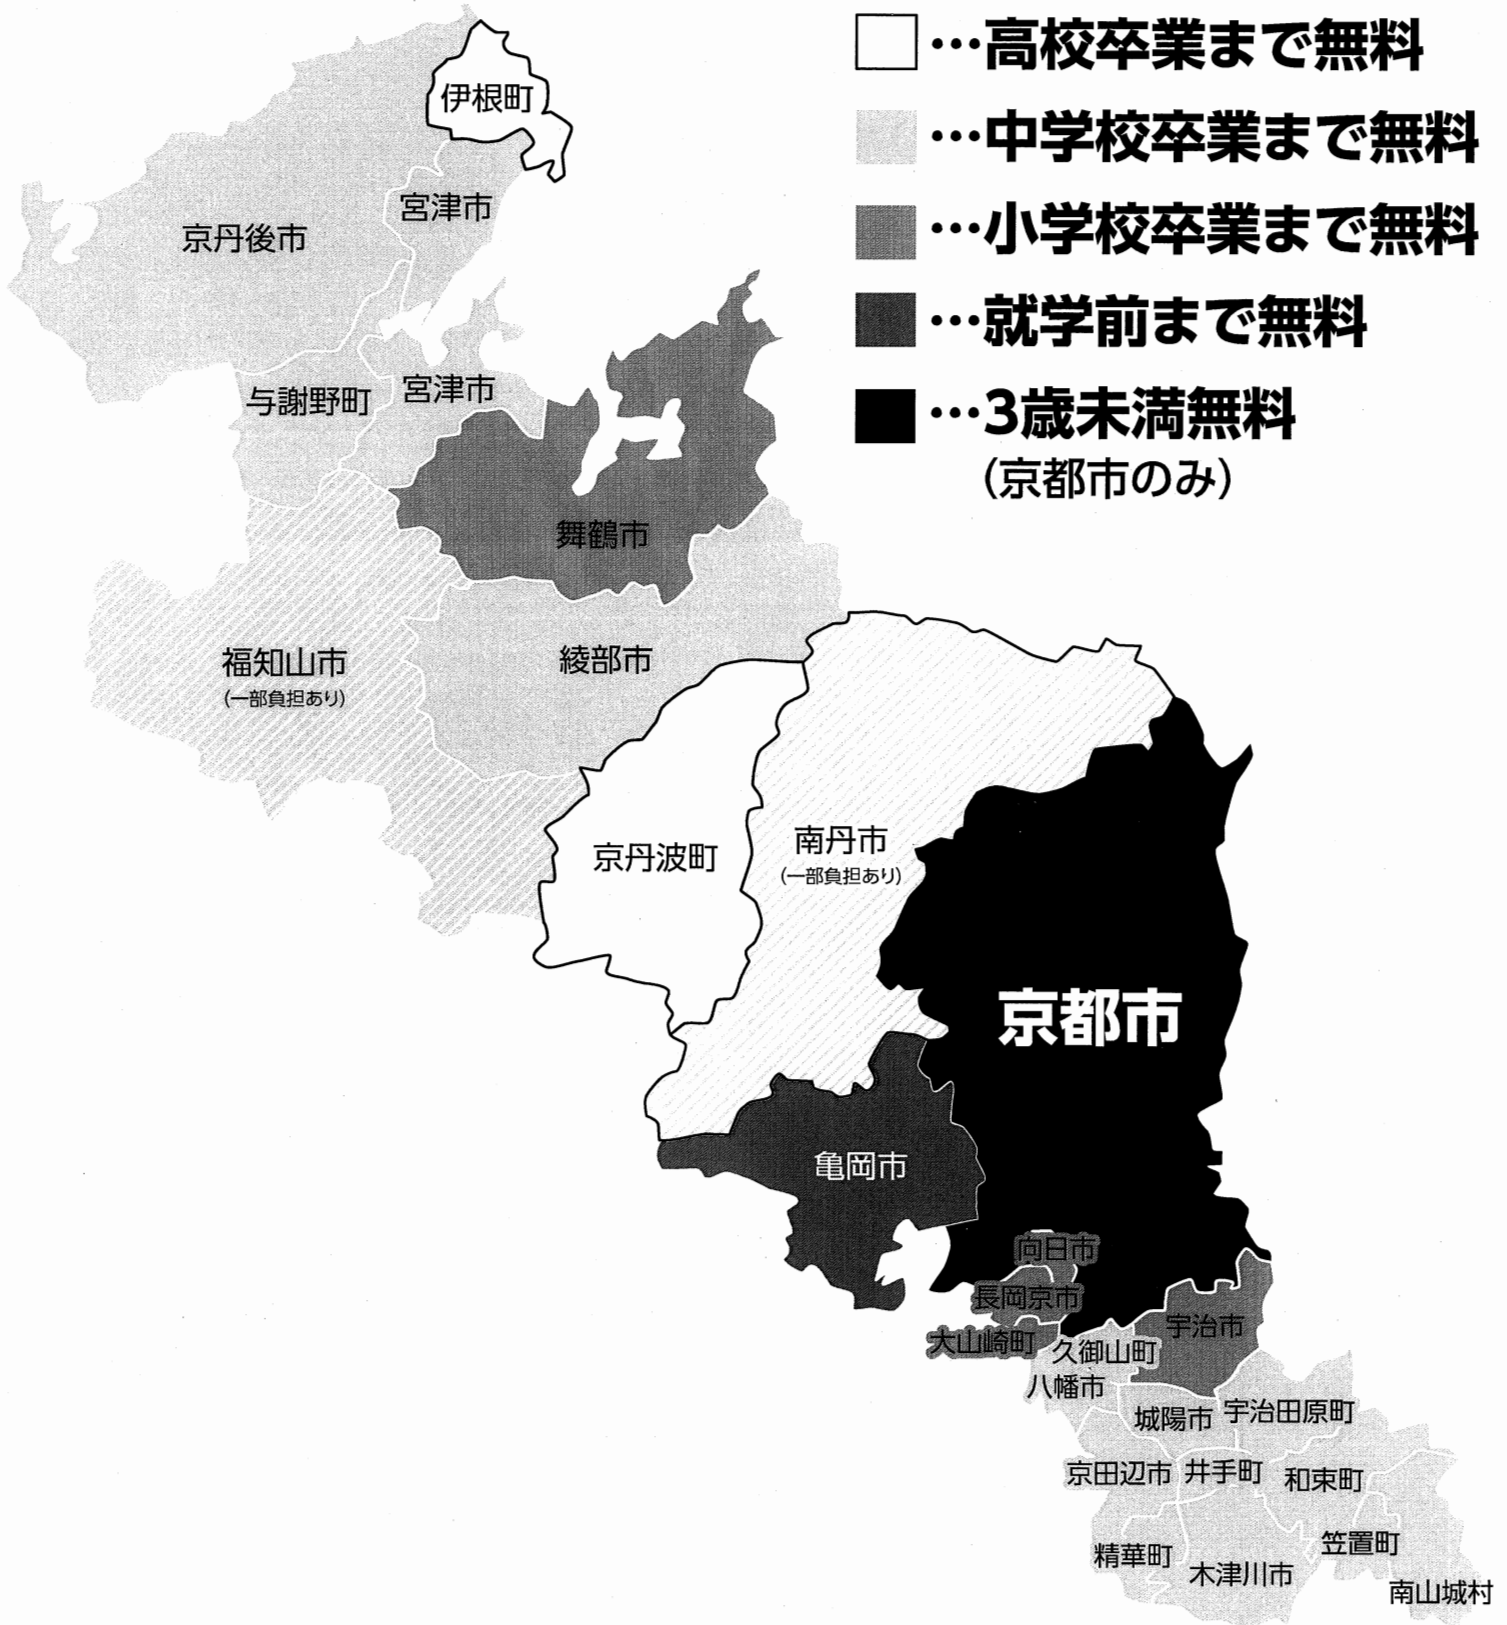 …高校卒業まで無料
…中学校卒業まで無料
…小学校卒業まで無料
…就学前まで無料
…3歳未満無料
（京都市のみ）
伊根町
宮津市
京丹後市
与謝野町
宮津市
舞鶴市
福知山市
（一部負担あり）
綾部市
京丹波町
南丹市
（一部負担あり）
京都市
亀岡市
向日市
長岡京市
大山崎町
久御山町
宇治市
八幡市
城陽市
宇治田原町
京田辺市
井手町
和束町
精華町
木津川市
笠置町
南山城村